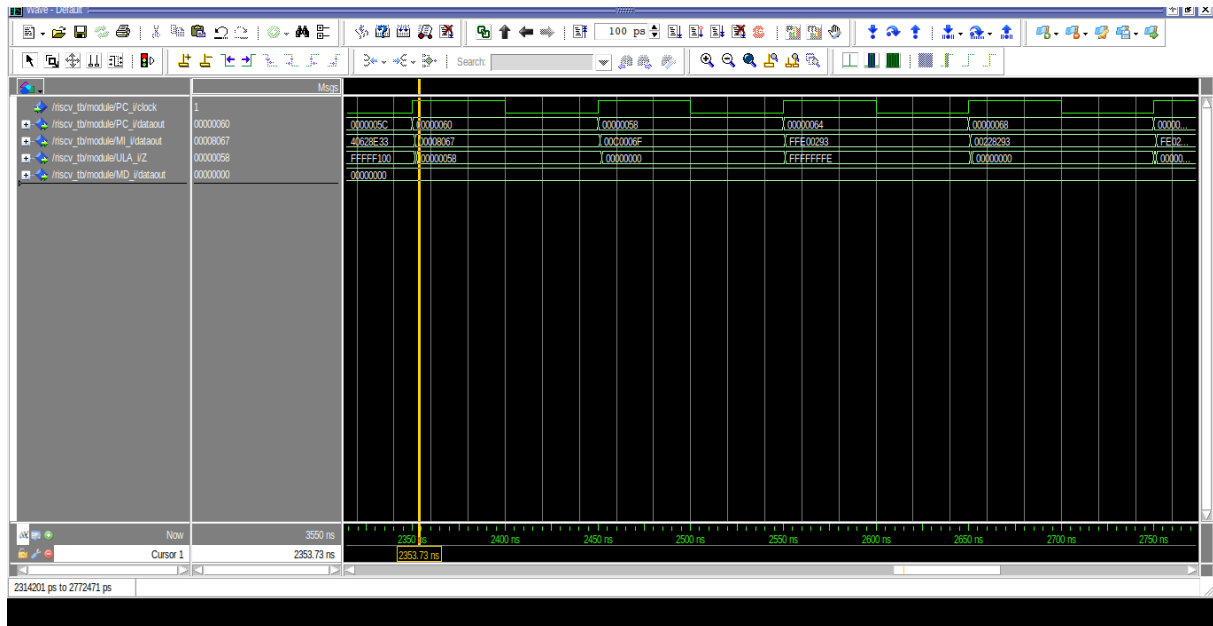 Wave - Default
100 ps
Search:
Msgs
/riscv_tb/module/PC_i/clock 1
/riscv_tb/module/PC_i/dataout 00000060 0000005C 00000060 00000058 00000064 00000068 00000...
/riscv_tb/module/MI_i/dataout 00008067 40628E33 00008067 00C0006F FFE00293 00228293 FE02...
/riscv_tb/module/ULA_i/Z 00000058 FFFFF100 00000058 00000000 FFFFFFFE 00000000 00000...
/riscv_tb/module/MD_i/dataout 00000000 00000000
Now 3550 ns 2350 ns 2400 ns 2450 ns 2500 ns 2550 ns 2600 ns 2650 ns 2700 ns 2750 ns
Cursor 1 2353.73 ns 2353.73 ns
2314201 ps to 2772471 ps